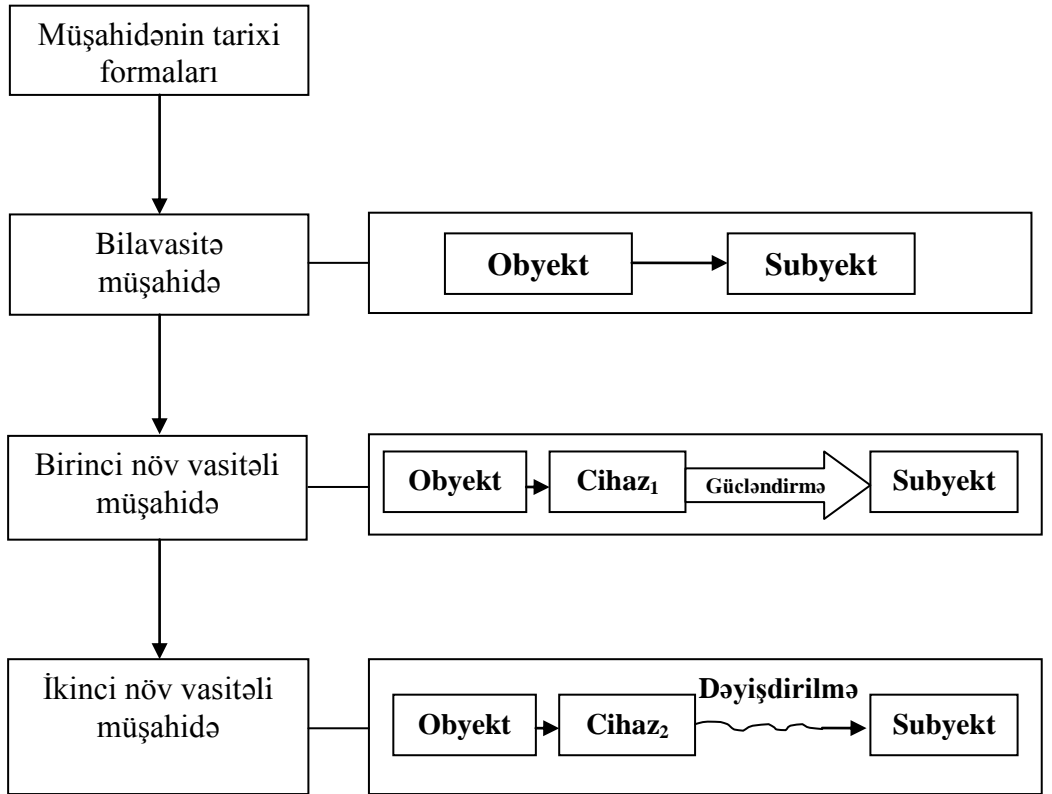 Müşahidənin tarixi
formaları
Bilavasitə
müşahidə
Obyekt
Subyekt
Birinci növ vasitəli
müşahidə
Obyekt
Cihaz₁
Gücləndirmə
Subyekt
İkinci növ vasitəli
müşahidə
Obyekt
Cihaz₂
Dəyişdirilmə
Subyekt